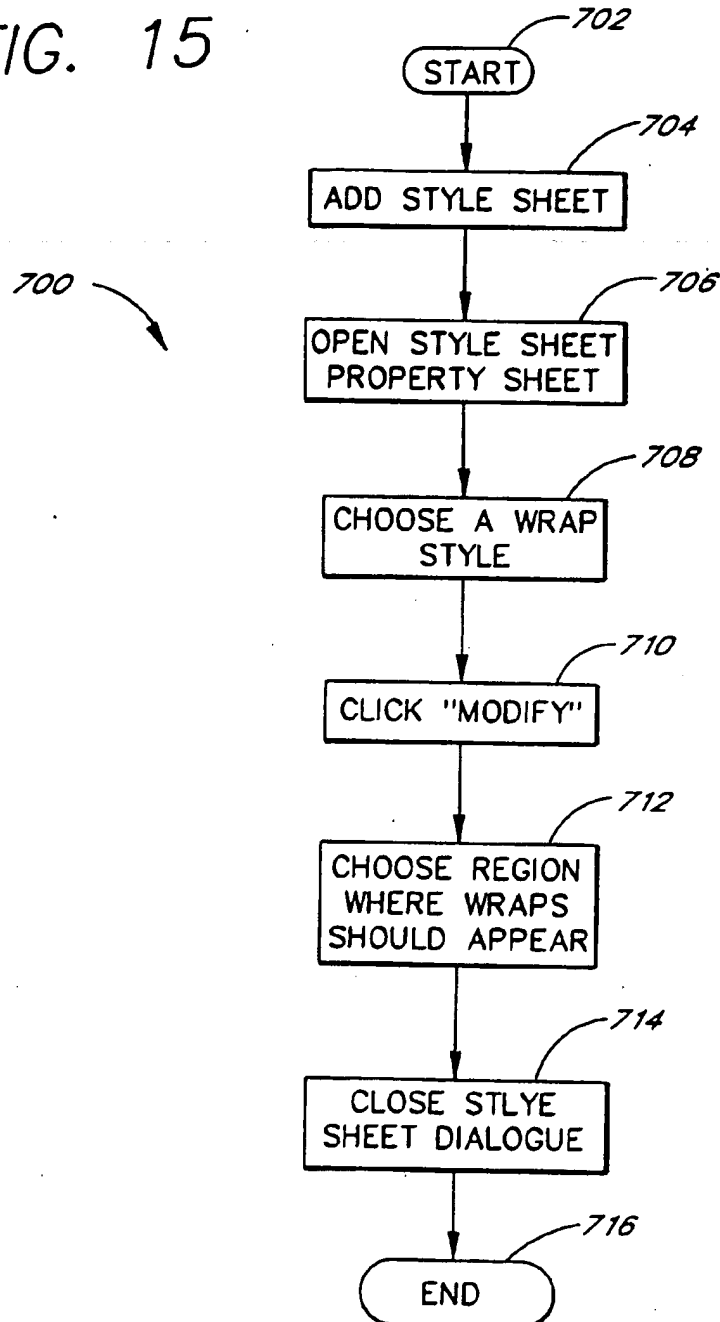 FIG. 15
702
START
704
ADD STYLE SHEET
700
706
OPEN STYLE SHEET
PROPERTY SHEET
708
CHOOSE A WRAP
STYLE
710
CLICK "MODIFY"
712
CHOOSE REGION
WHERE WRAPS
SHOULD APPEAR
714
CLOSE STLYE
SHEET DIALOGUE
716
END